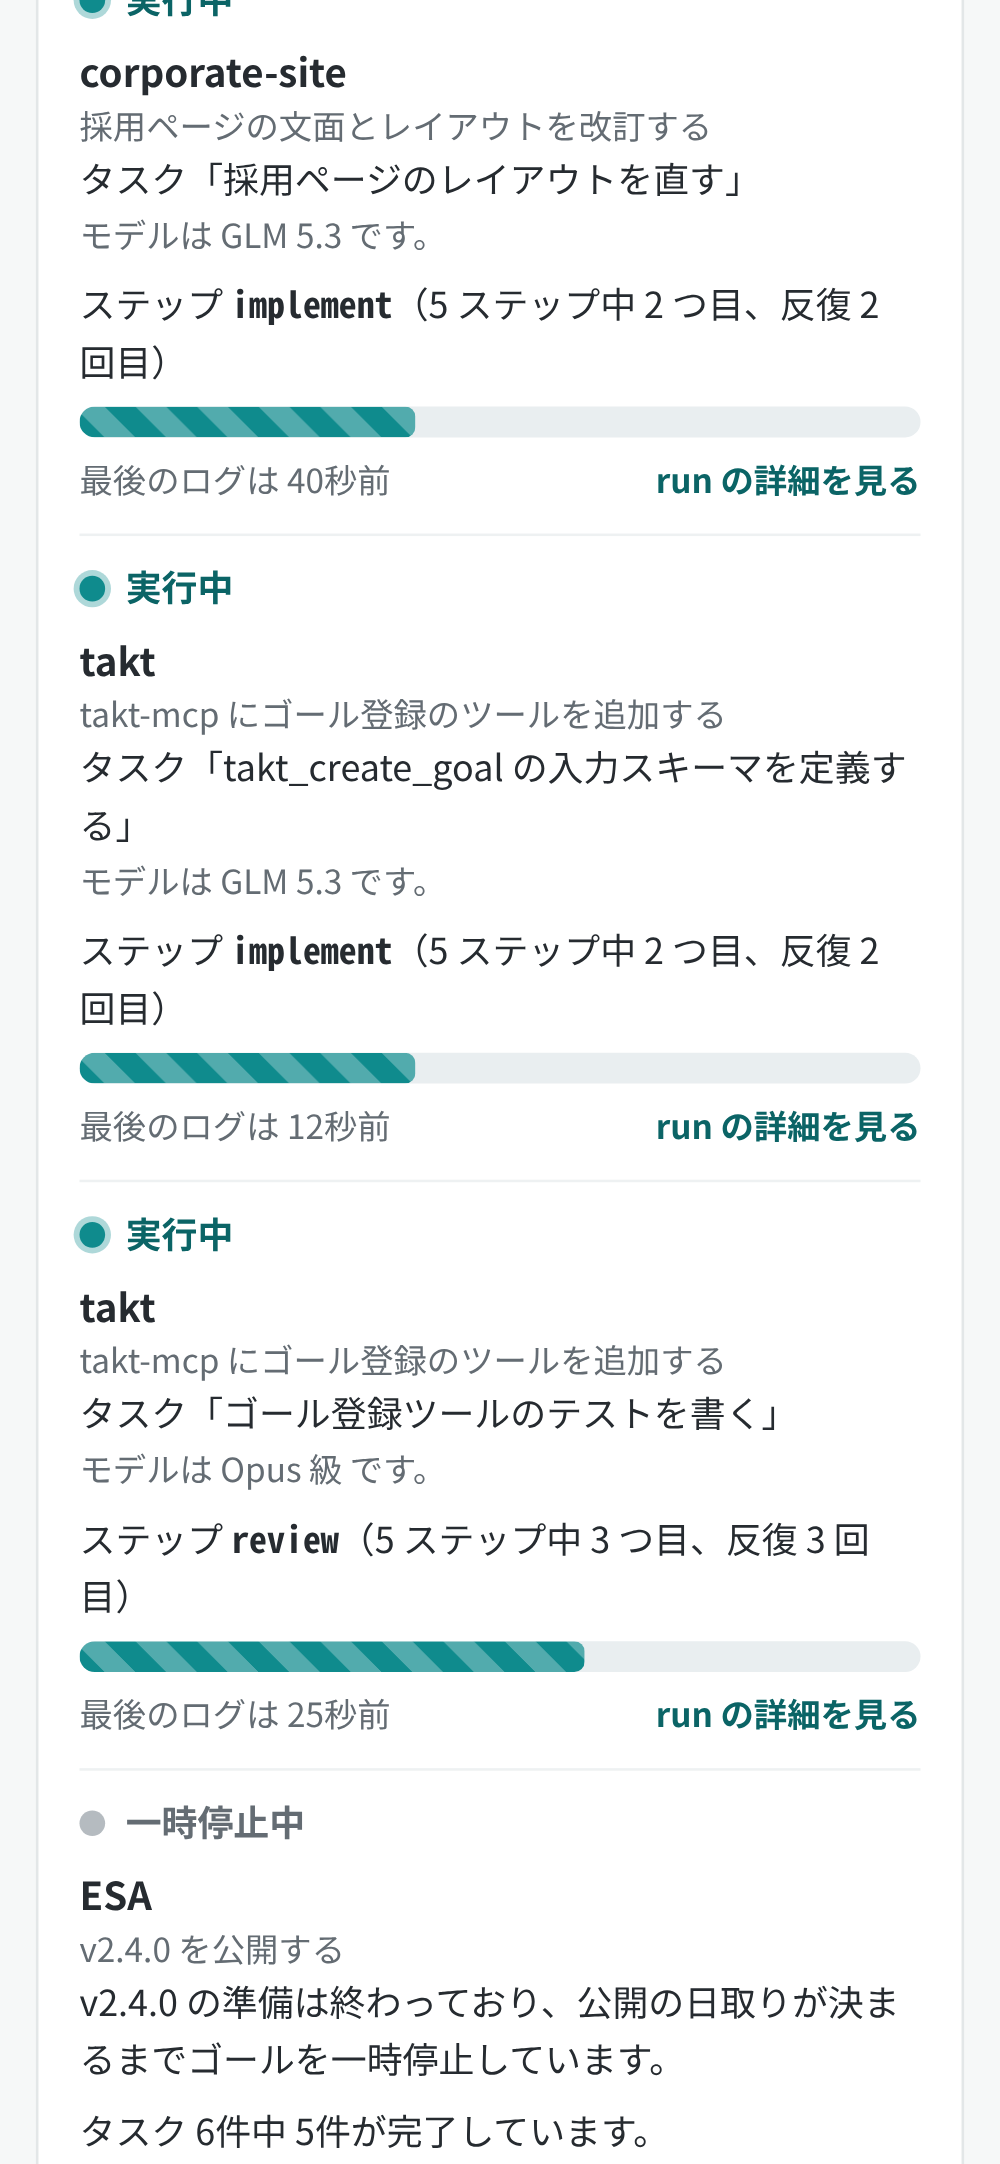 実行中
corporate-site
採用ページの文面とレイアウトを改訂する
タスク「採用ページのレイアウトを直す」
モデルは GLM 5.3 です。
ステップ implement（5 ステップ中 2 つ目、反復 2
回目）
最後のログは 40秒前
run の詳細を見る
実行中
takt
takt-mcp にゴール登録のツールを追加する
タスク「takt_create_goal の入力スキーマを定義す
る」
モデルは GLM 5.3 です。
ステップ implement（5 ステップ中 2 つ目、反復 2
回目）
最後のログは 12秒前
run の詳細を見る
実行中
takt
takt-mcp にゴール登録のツールを追加する
タスク「ゴール登録ツールのテストを書く」
モデルは Opus 級 です。
ステップ review（5 ステップ中 3 つ目、反復 3 回
目）
最後のログは 25秒前
run の詳細を見る
一時停止中
ESA
v2.4.0 を公開する
v2.4.0 の準備は終わっており、公開の日取りが決ま
るまでゴールを一時停止しています。
タスク 6件中 5件が完了しています。